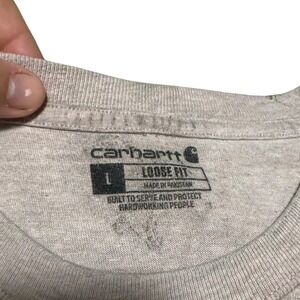 carhartt
L LOOSE FIT
MADE IN PAKISTAN
BUILT TO SERVE AND PROTECT
HARDWORKING PEOPLE